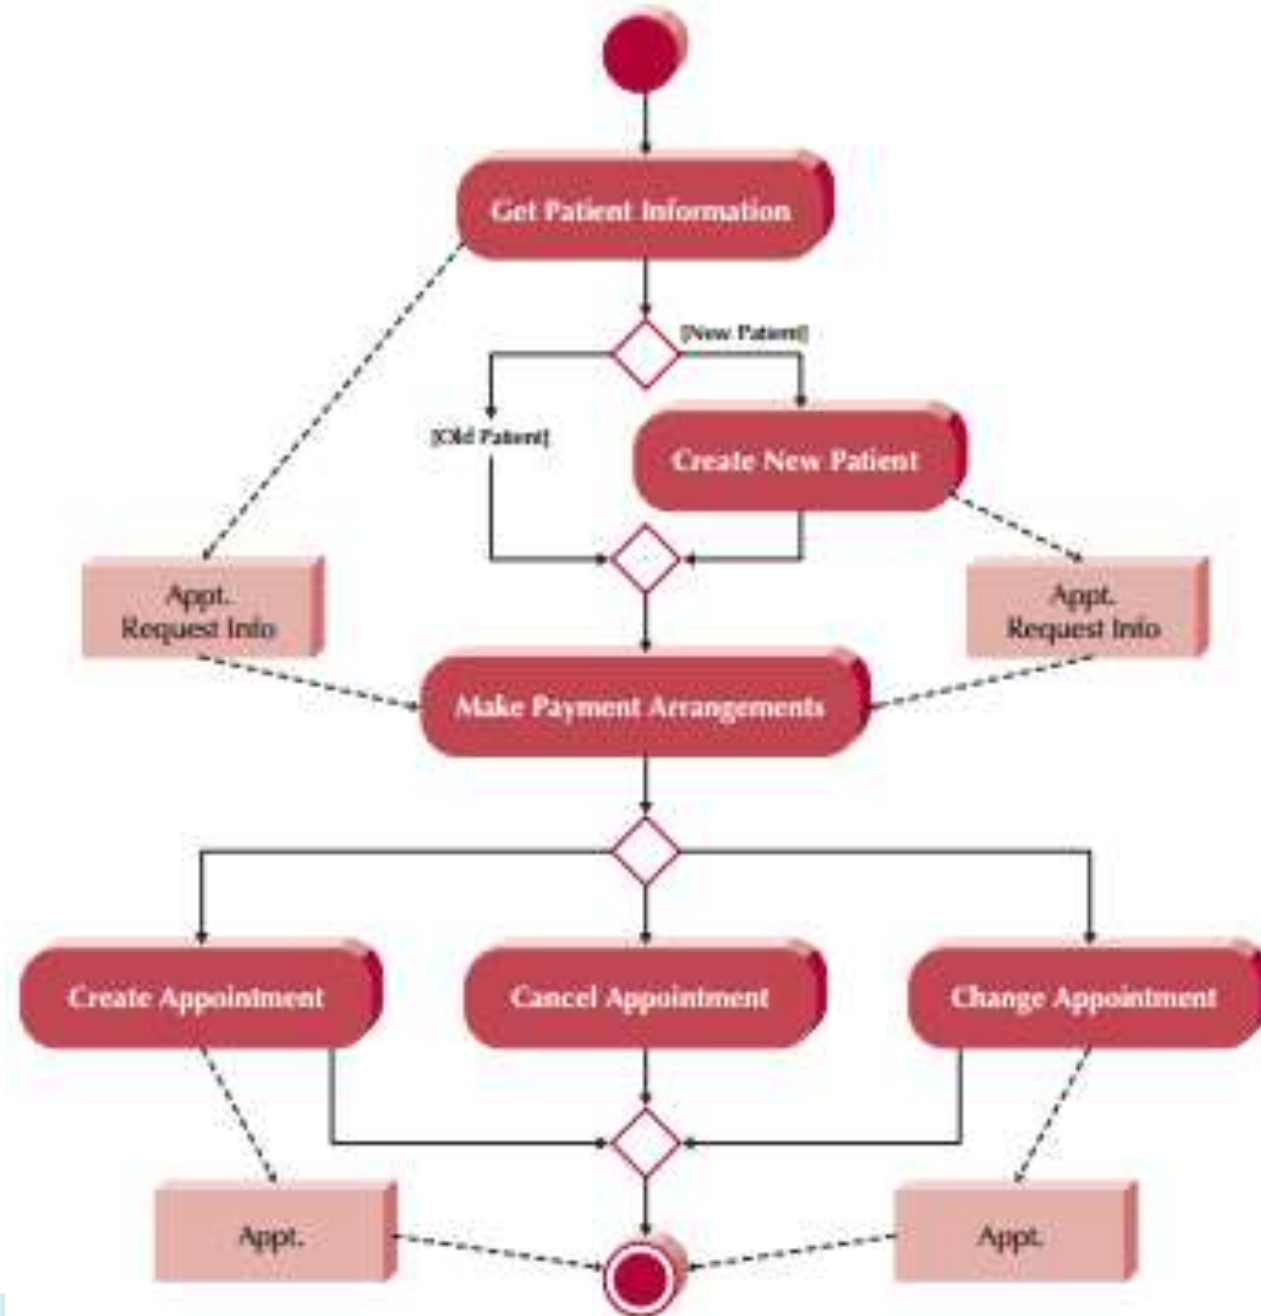 Get Patient Information
[New Patient]
[Old Patient]
Create New Patient
Appt.
Request Info
Appt.
Request Info
Make Payment Arrangements
Create Appointment
Cancel Appointment
Change Appointment
Appt.
Appt.